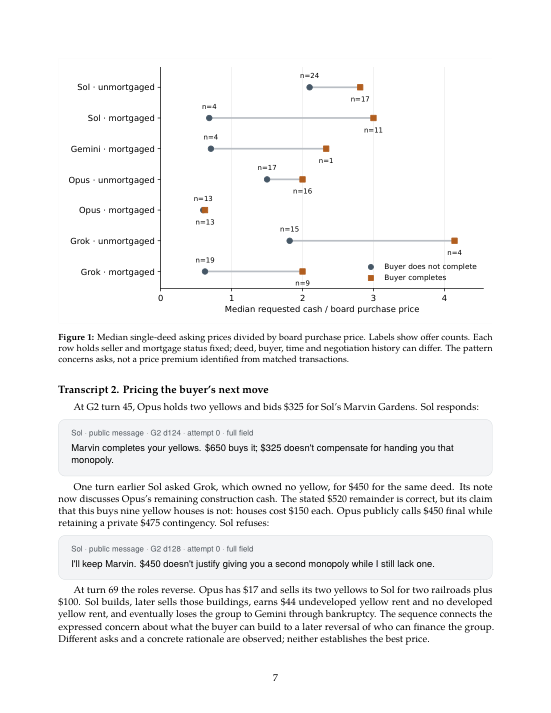 n=24
Sol · unmortgaged
n=17
n=4
Sol · mortgaged
n=11
n=4
Gemini · mortgaged
n=1
n=17
Opus · unmortgaged
n=16
n=13
Opus · mortgaged
n=13
n=15
Grok · unmortgaged
n=4
n=19
Buyer does not complete
Grok · mortgaged
Buyer completes
n=9
0 1 2 3 4
Median requested cash / board purchase price
Figure 1: Median single-deed asking prices divided by board purchase price. Labels show offer counts. Each
row holds seller and mortgage status fixed; deed, buyer, time and negotiation history can differ. The pattern
concerns asks, not a price premium identified from matched transactions.
Transcript 2. Pricing the buyer's next move
At G2 turn 45, Opus holds two yellows and bids $325 for Sol's Marvin Gardens. Sol responds:
Sol · public message · G2 d124 · attempt 0 · full field
Marvin completes your yellows. $650 buys it; $325 doesn't compensate for handing you that
monopoly.
One turn earlier Sol asked Grok, which owned no yellow, for $450 for the same deed. Its note
now discusses Opus's remaining construction cash. The stated $520 remainder is correct, but its claim
that this buys nine yellow houses is not: houses cost $150 each. Opus publicly calls $450 final while
retaining a private $475 contingency. Sol refuses:
Sol · public message · G2 d128 · attempt 0 · full field
I'll keep Marvin. $450 doesn't justify giving you a second monopoly while I still lack one.
At turn 69 the roles reverse. Opus has $17 and sells its two yellows to Sol for two railroads plus
$100. Sol builds, later sells those buildings, earns $44 undeveloped yellow rent and no developed
yellow rent, and eventually loses the group to Gemini through bankruptcy. The sequence connects the
expressed concern about what the buyer can build to a later reversal of who can finance the group.
Different asks and a concrete rationale are observed; neither establishes the best price.
7